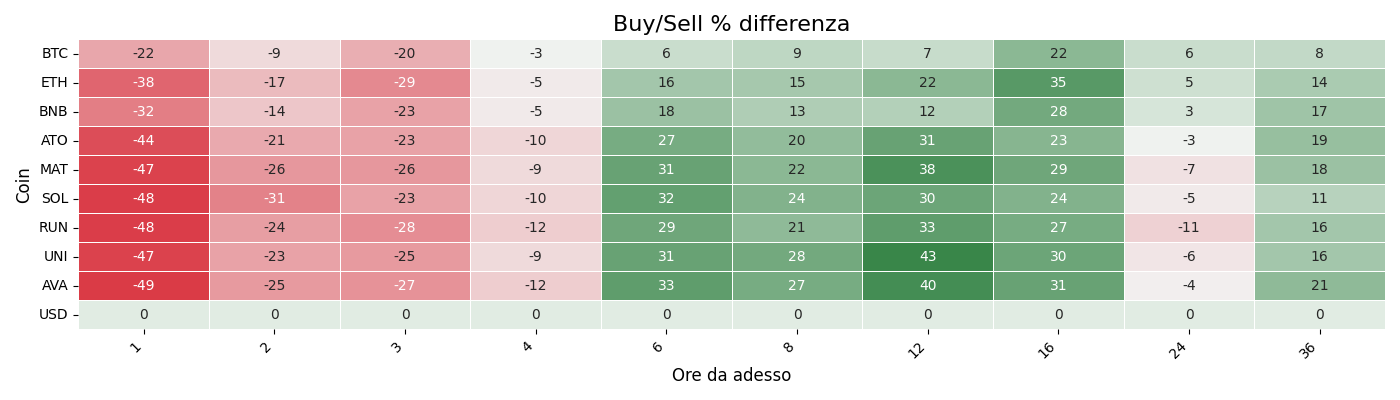 Buy/Sell % differenza
Coin
BTC -22 -9 -20 -3 6 9 7 22 6 8
ETH -38 -17 -29 -5 16 15 22 35 5 14
BNB -32 -14 -23 -5 18 13 12 28 3 17
ATO -44 -21 -23 -10 27 20 31 23 -3 19
MAT -47 -26 -26 -9 31 22 38 29 -7 18
SOL -48 -31 -23 -10 32 24 30 24 -5 11
RUN -48 -24 -28 -12 29 21 33 27 -11 16
UNI -47 -23 -25 -9 31 28 43 30 -6 16
AVA -49 -25 -27 -12 33 27 40 31 -4 21
USD 0 0 0 0 0 0 0 0 0 0
1 2 3 4 6 8 12 16 24 36
Ore da adesso